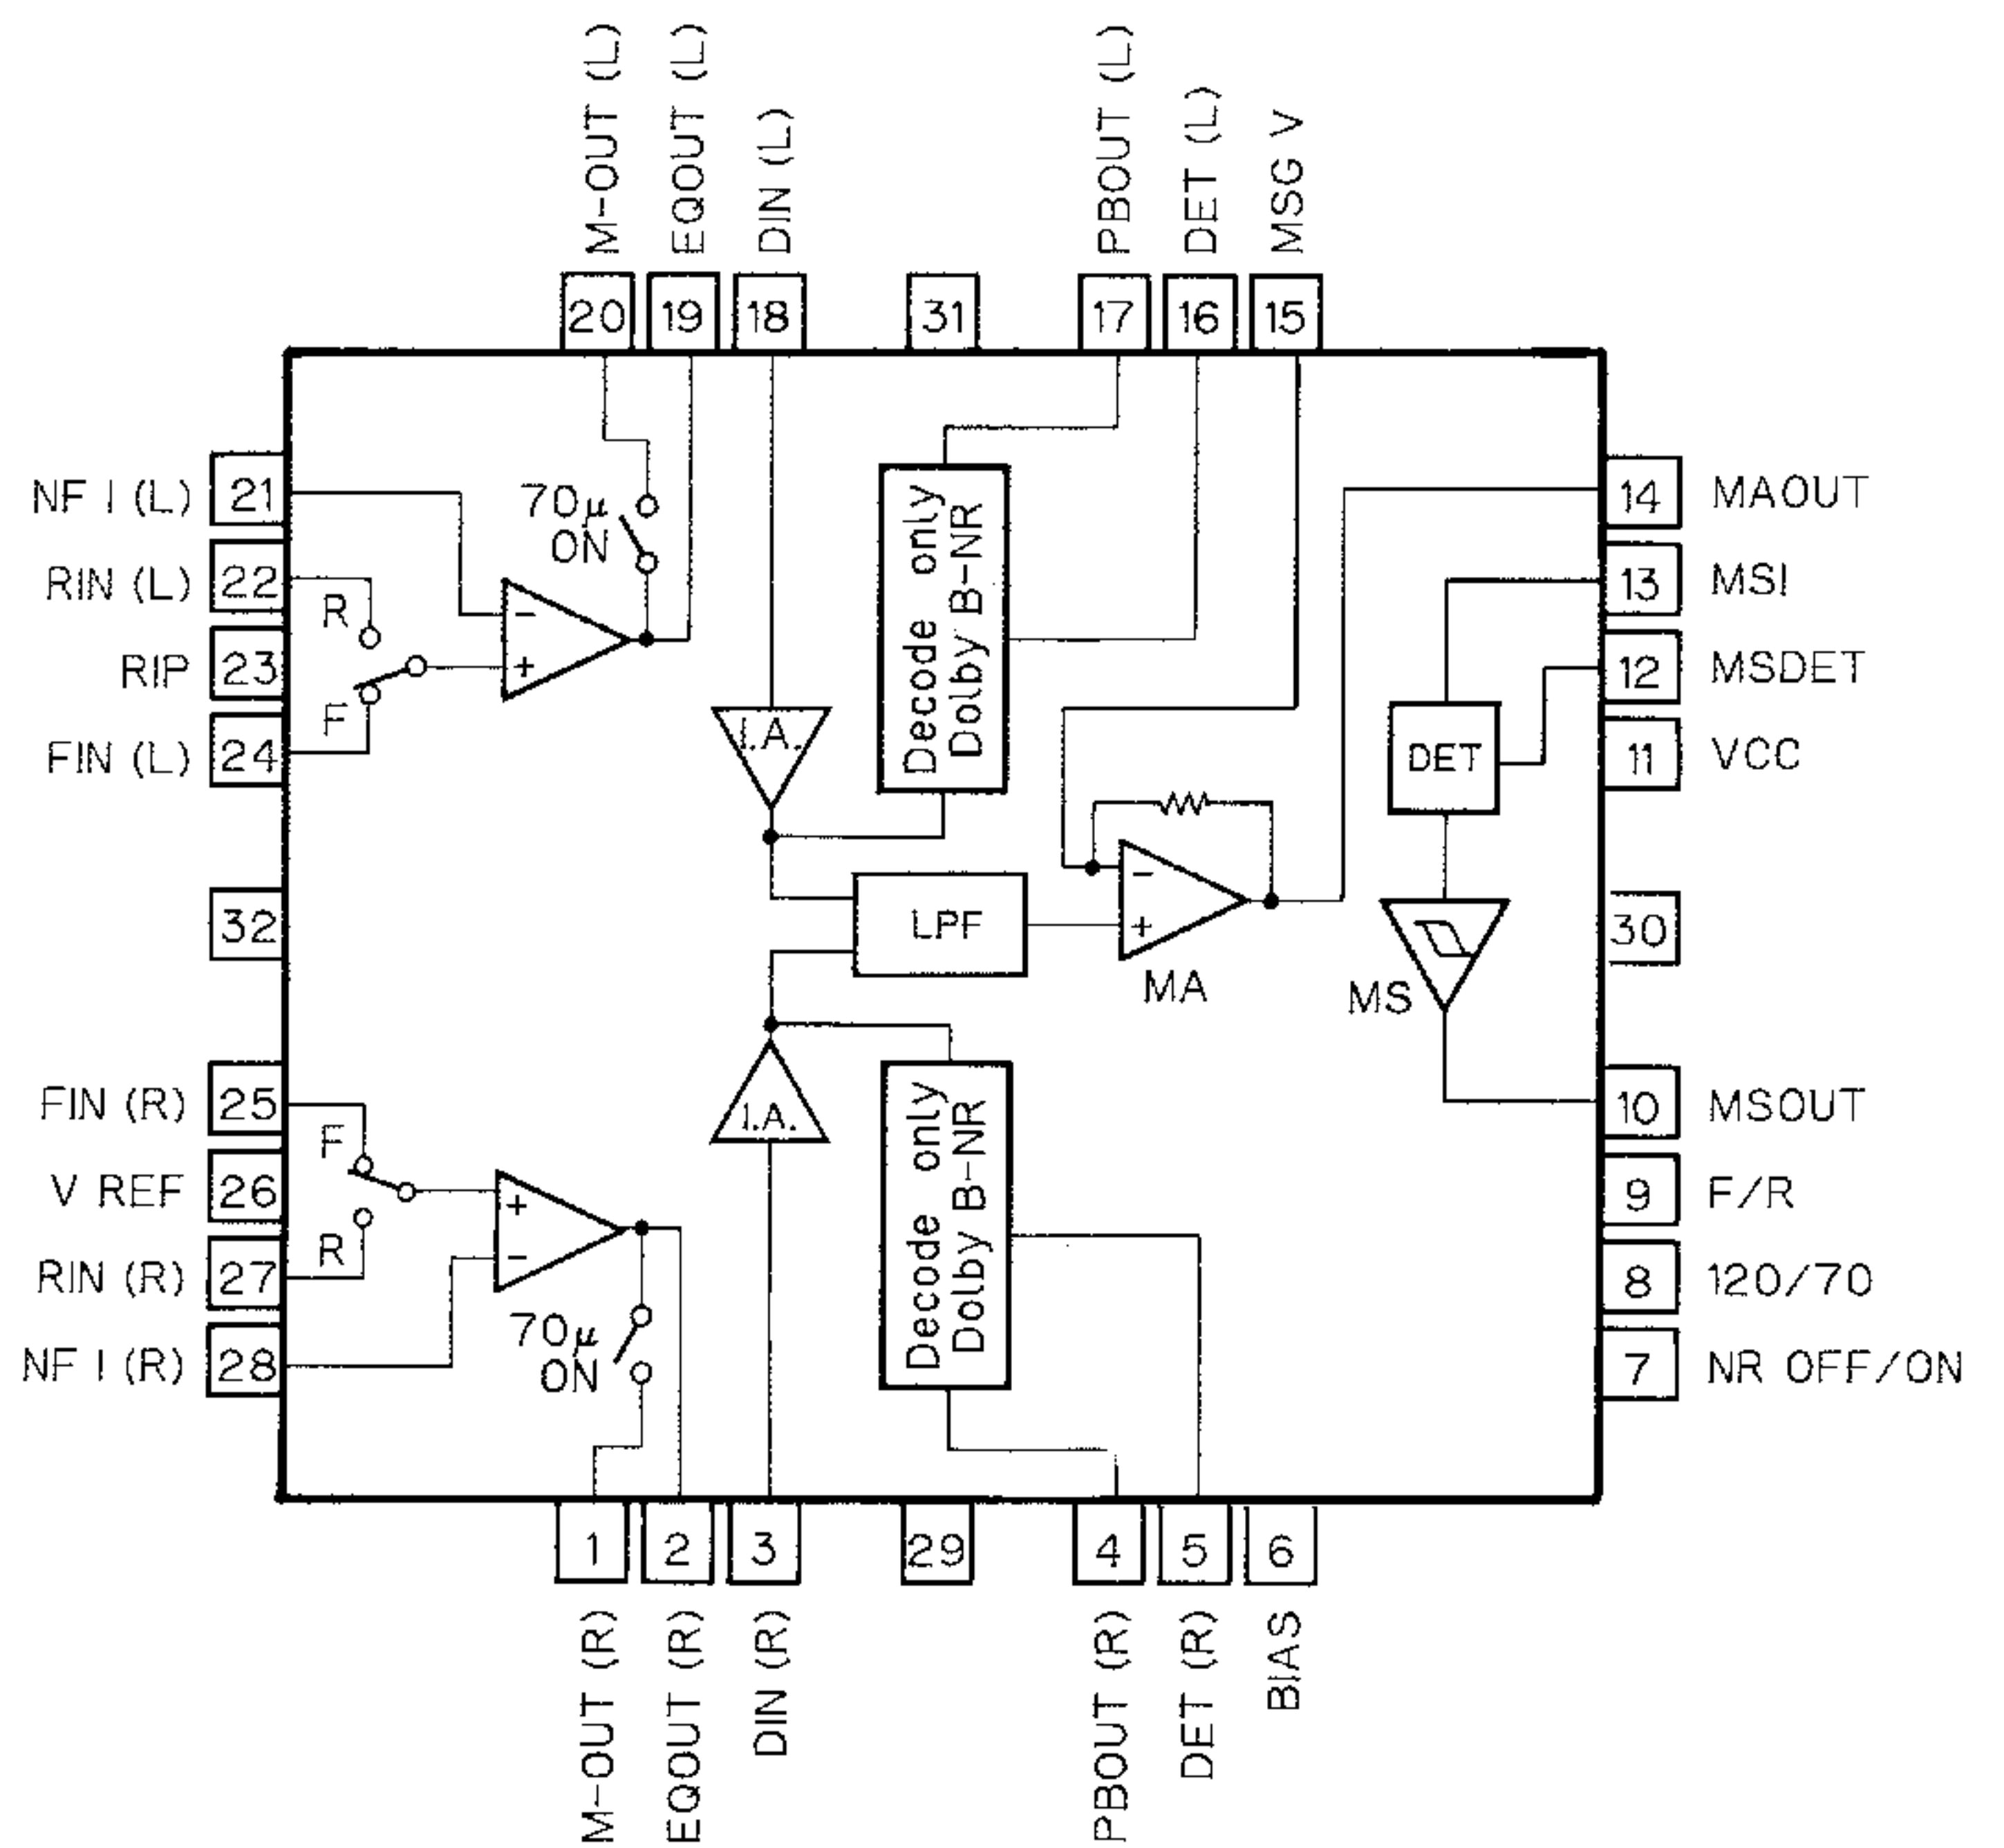 M-OUT (L)
EQOUT (L)
DIN (L)
PBOUT (L)
DET (L)
MSG V
20
19
18
31
17
16
15
NF I (L)
21
RIN (L)
22
RIP
23
FIN (L)
24
32
FIN (R)
25
V REF
26
RIN (R)
27
NF I (R)
28
R
F
70μ
ON
-
+
I.A.
Decode only
Dolby B-NR
LPF
-
+
MA
DET
MS
14
MAOUT
13
MSI
12
MSDET
11
VCC
30
10
MSOUT
9
F/R
8
120/70
7
NR OFF/ON
F
R
+
-
70μ
ON
I.A.
Decode only
Dolby B-NR
1
2
3
29
4
5
6
M-OUT (R)
EQOUT (R)
DIN (R)
PBOUT (R)
DET (R)
BIAS